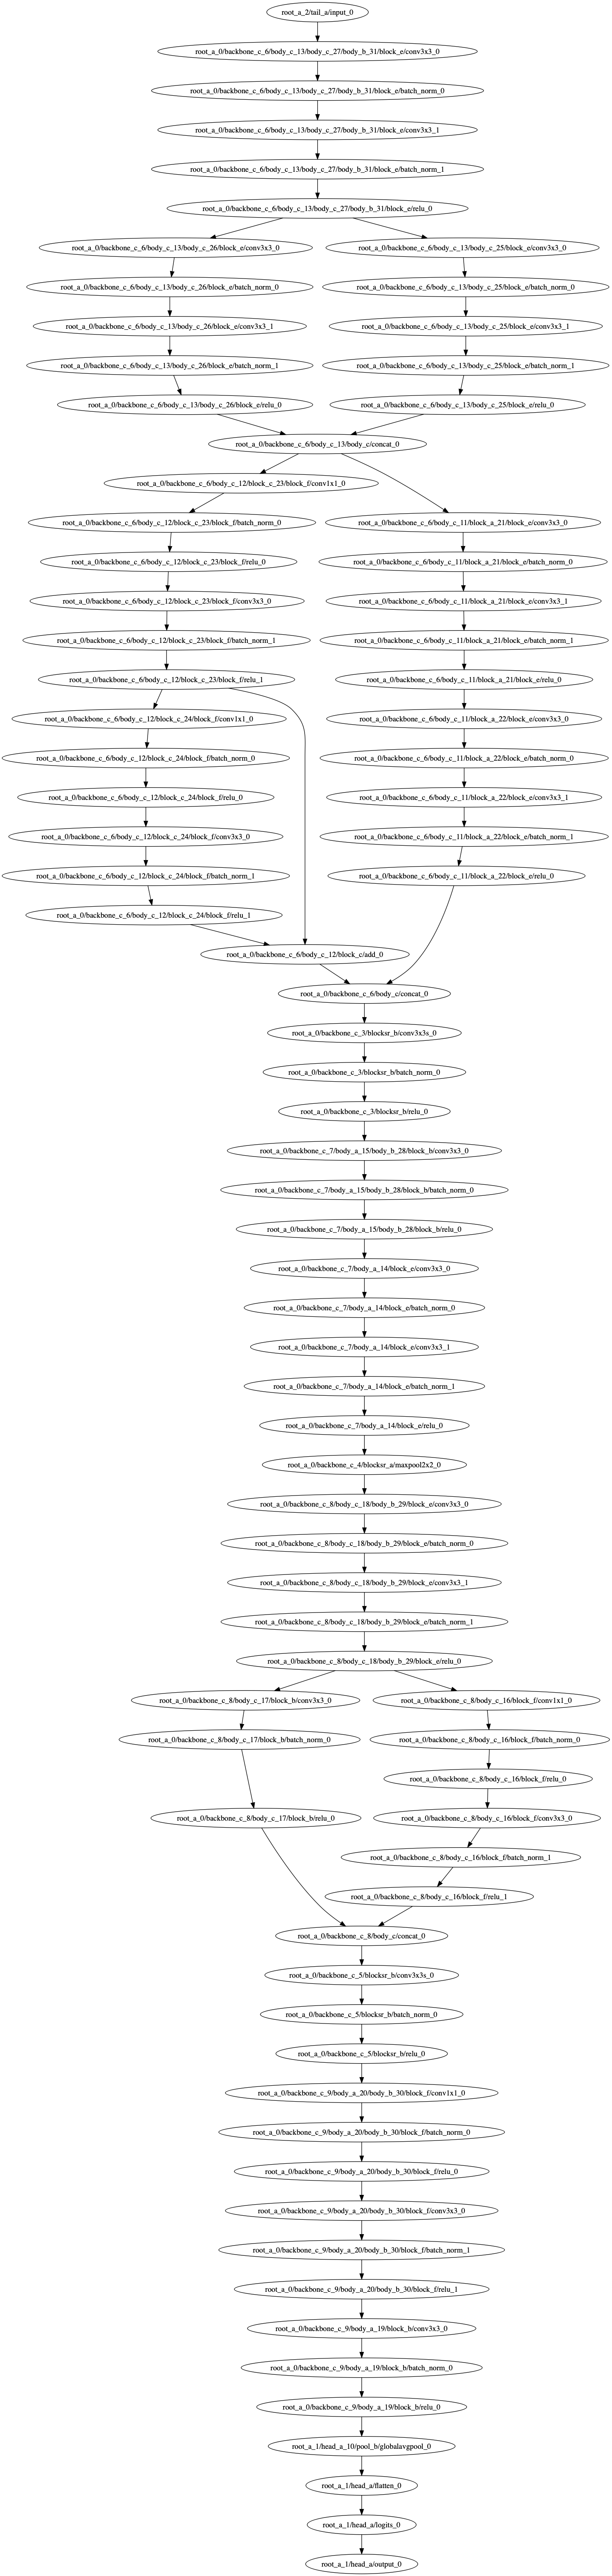 root_a_2/tail_a/input_0
root_a_0/backbone_c_6/body_c_13/body_c_27/body_b_31/block_e/conv3x3_0
root_a_0/backbone_c_6/body_c_13/body_c_27/body_b_31/block_e/batch_norm_0
root_a_0/backbone_c_6/body_c_13/body_c_27/body_b_31/block_e/conv3x3_1
root_a_0/backbone_c_6/body_c_13/body_c_27/body_b_31/block_e/batch_norm_1
root_a_0/backbone_c_6/body_c_13/body_c_27/body_b_31/block_e/relu_0
root_a_0/backbone_c_6/body_c_13/body_c_26/block_e/conv3x3_0
root_a_0/backbone_c_6/body_c_13/body_c_25/block_e/conv3x3_0
root_a_0/backbone_c_6/body_c_13/body_c_26/block_e/batch_norm_0
root_a_0/backbone_c_6/body_c_13/body_c_25/block_e/batch_norm_0
root_a_0/backbone_c_6/body_c_13/body_c_26/block_e/conv3x3_1
root_a_0/backbone_c_6/body_c_13/body_c_25/block_e/conv3x3_1
root_a_0/backbone_c_6/body_c_13/body_c_26/block_e/batch_norm_1
root_a_0/backbone_c_6/body_c_13/body_c_25/block_e/batch_norm_1
root_a_0/backbone_c_6/body_c_13/body_c_26/block_e/relu_0
root_a_0/backbone_c_6/body_c_13/body_c_25/block_e/relu_0
root_a_0/backbone_c_6/body_c_13/body_c/concat_0
root_a_0/backbone_c_6/body_c_12/block_c_23/block_f/conv1x1_0
root_a_0/backbone_c_6/body_c_12/block_c_23/block_f/batch_norm_0
root_a_0/backbone_c_6/body_c_11/block_a_21/block_e/conv3x3_0
root_a_0/backbone_c_6/body_c_12/block_c_23/block_f/relu_0
root_a_0/backbone_c_6/body_c_11/block_a_21/block_e/batch_norm_0
root_a_0/backbone_c_6/body_c_12/block_c_23/block_f/conv3x3_0
root_a_0/backbone_c_6/body_c_11/block_a_21/block_e/conv3x3_1
root_a_0/backbone_c_6/body_c_12/block_c_23/block_f/batch_norm_1
root_a_0/backbone_c_6/body_c_11/block_a_21/block_e/batch_norm_1
root_a_0/backbone_c_6/body_c_12/block_c_23/block_f/relu_1
root_a_0/backbone_c_6/body_c_11/block_a_21/block_e/relu_0
root_a_0/backbone_c_6/body_c_12/block_c_24/block_f/conv1x1_0
root_a_0/backbone_c_6/body_c_11/block_a_22/block_e/conv3x3_0
root_a_0/backbone_c_6/body_c_12/block_c_24/block_f/batch_norm_0
root_a_0/backbone_c_6/body_c_11/block_a_22/block_e/batch_norm_0
root_a_0/backbone_c_6/body_c_12/block_c_24/block_f/relu_0
root_a_0/backbone_c_6/body_c_11/block_a_22/block_e/conv3x3_1
root_a_0/backbone_c_6/body_c_12/block_c_24/block_f/conv3x3_0
root_a_0/backbone_c_6/body_c_11/block_a_22/block_e/batch_norm_1
root_a_0/backbone_c_6/body_c_12/block_c_24/block_f/batch_norm_1
root_a_0/backbone_c_6/body_c_11/block_a_22/block_e/relu_0
root_a_0/backbone_c_6/body_c_12/block_c_24/block_f/relu_1
root_a_0/backbone_c_6/body_c_12/block_c/add_0
root_a_0/backbone_c_6/body_c/concat_0
root_a_0/backbone_c_3/blocksr_b/conv3x3s_0
root_a_0/backbone_c_3/blocksr_b/batch_norm_0
root_a_0/backbone_c_3/blocksr_b/relu_0
root_a_0/backbone_c_7/body_a_15/body_b_28/block_b/conv3x3_0
root_a_0/backbone_c_7/body_a_15/body_b_28/block_b/batch_norm_0
root_a_0/backbone_c_7/body_a_15/body_b_28/block_b/relu_0
root_a_0/backbone_c_7/body_a_14/block_e/conv3x3_0
root_a_0/backbone_c_7/body_a_14/block_e/batch_norm_0
root_a_0/backbone_c_7/body_a_14/block_e/conv3x3_1
root_a_0/backbone_c_7/body_a_14/block_e/batch_norm_1
root_a_0/backbone_c_7/body_a_14/block_e/relu_0
root_a_0/backbone_c_4/blocksr_a/maxpool2x2_0
root_a_0/backbone_c_8/body_c_18/body_b_29/block_e/conv3x3_0
root_a_0/backbone_c_8/body_c_18/body_b_29/block_e/batch_norm_0
root_a_0/backbone_c_8/body_c_18/body_b_29/block_e/conv3x3_1
root_a_0/backbone_c_8/body_c_18/body_b_29/block_e/batch_norm_1
root_a_0/backbone_c_8/body_c_18/body_b_29/block_e/relu_0
root_a_0/backbone_c_8/body_c_17/block_b/conv3x3_0
root_a_0/backbone_c_8/body_c_16/block_f/conv1x1_0
root_a_0/backbone_c_8/body_c_17/block_b/batch_norm_0
root_a_0/backbone_c_8/body_c_16/block_f/batch_norm_0
root_a_0/backbone_c_8/body_c_16/block_f/relu_0
root_a_0/backbone_c_8/body_c_17/block_b/relu_0
root_a_0/backbone_c_8/body_c_16/block_f/conv3x3_0
root_a_0/backbone_c_8/body_c_16/block_f/batch_norm_1
root_a_0/backbone_c_8/body_c_16/block_f/relu_1
root_a_0/backbone_c_8/body_c/concat_0
root_a_0/backbone_c_5/blocksr_b/conv3x3s_0
root_a_0/backbone_c_5/blocksr_b/batch_norm_0
root_a_0/backbone_c_5/blocksr_b/relu_0
root_a_0/backbone_c_9/body_a_20/body_b_30/block_f/conv1x1_0
root_a_0/backbone_c_9/body_a_20/body_b_30/block_f/batch_norm_0
root_a_0/backbone_c_9/body_a_20/body_b_30/block_f/relu_0
root_a_0/backbone_c_9/body_a_20/body_b_30/block_f/conv3x3_0
root_a_0/backbone_c_9/body_a_20/body_b_30/block_f/batch_norm_1
root_a_0/backbone_c_9/body_a_20/body_b_30/block_f/relu_1
root_a_0/backbone_c_9/body_a_19/block_b/conv3x3_0
root_a_0/backbone_c_9/body_a_19/block_b/batch_norm_0
root_a_0/backbone_c_9/body_a_19/block_b/relu_0
root_a_1/head_a_10/pool_b/globalavgpool_0
root_a_1/head_a/flatten_0
root_a_1/head_a/logits_0
root_a_1/head_a/output_0